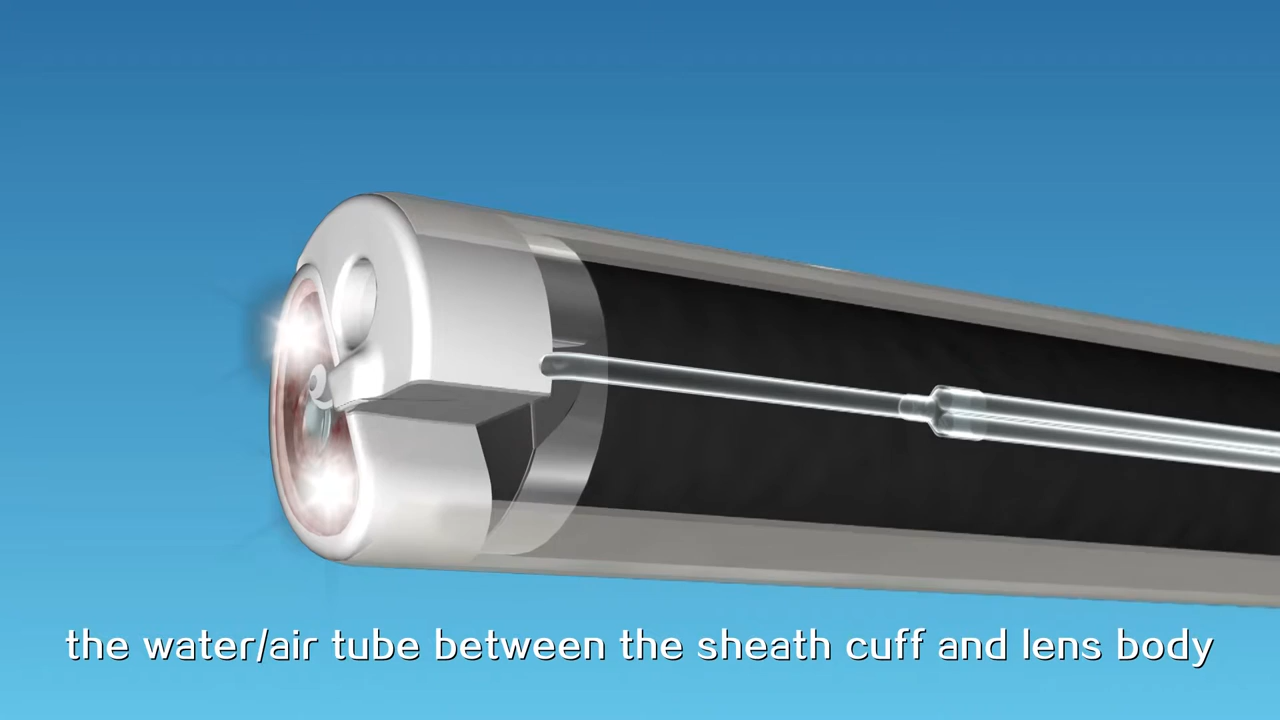 the water/air tube between the sheath cuff and lens body